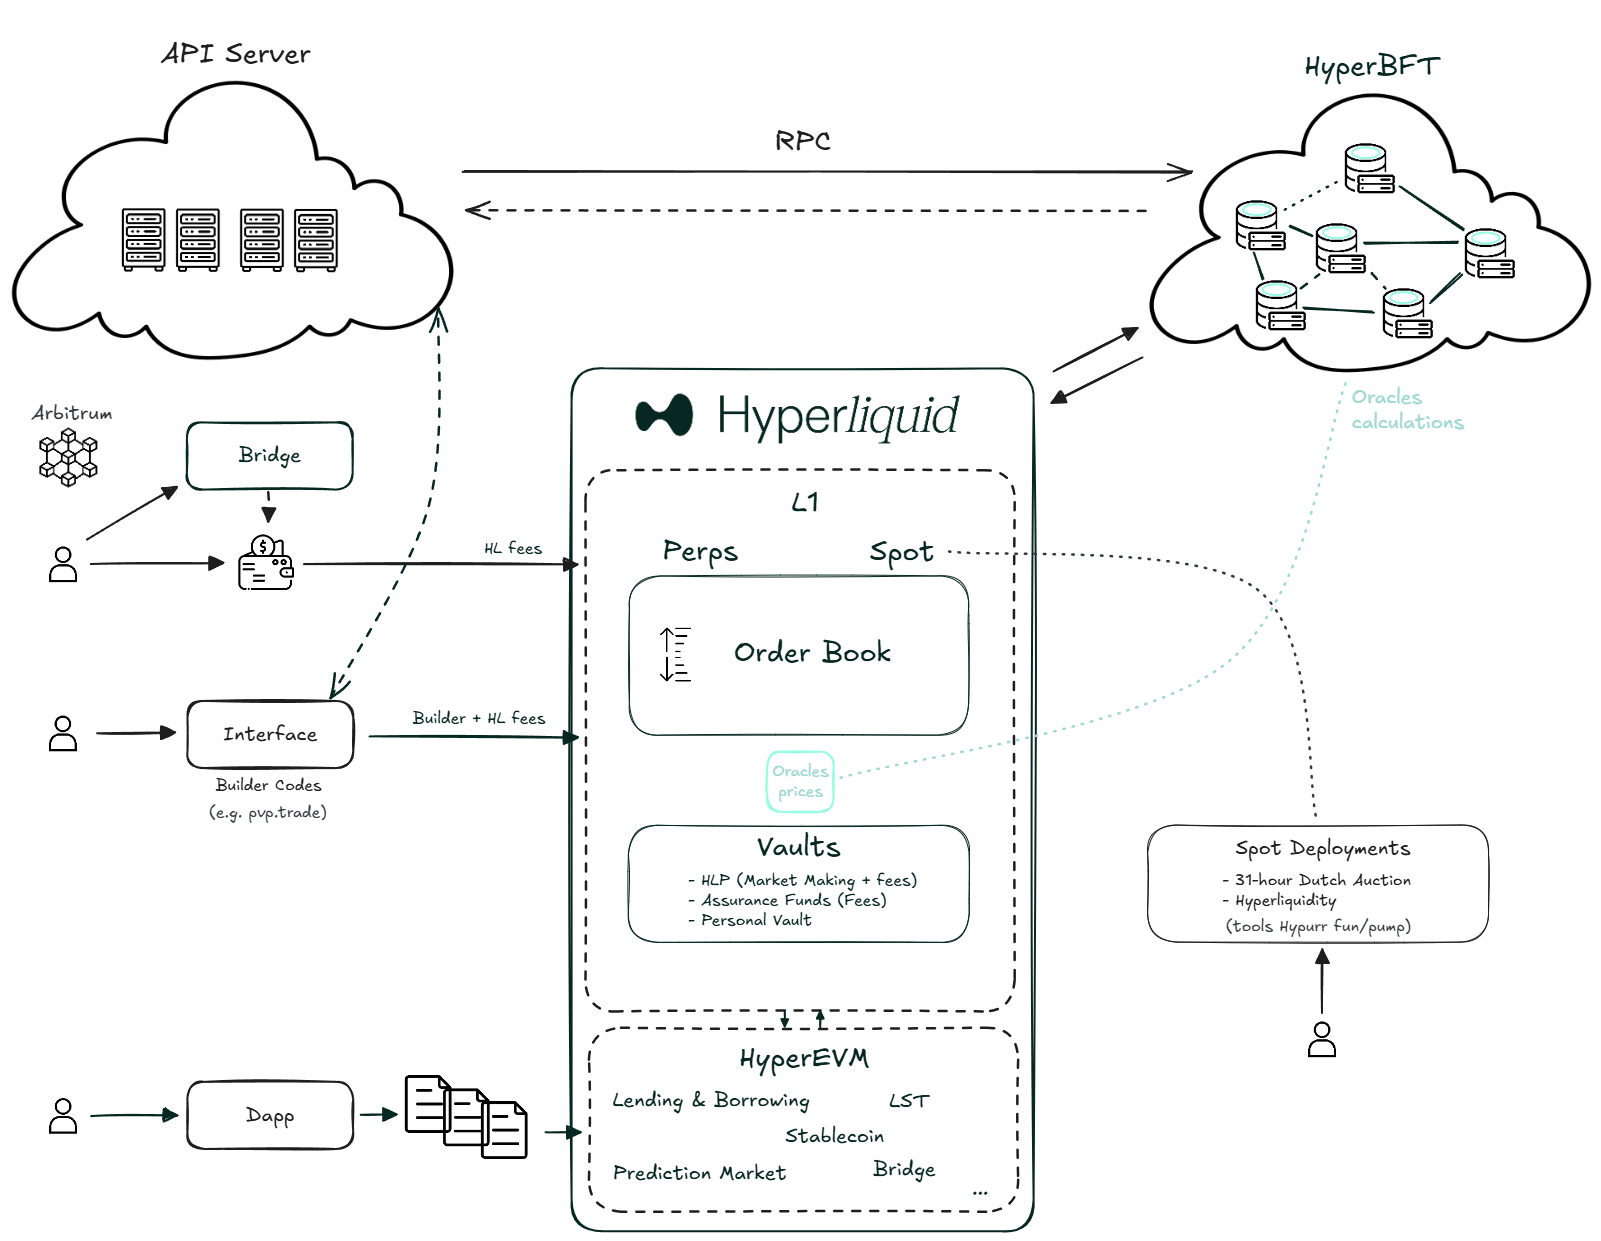 API Server
HyperBFT
RPC
Oracles
calculations
Arbitrum
Bridge
Hyperliquid
L1
Perps
Spot
HL fees
$
Order Book
Interface
Builder + HL fees
Builder Codes
(e.g. pvp.trade)
Oracles
prices
Vaults
- HLP (Market Making + fees)
- Assurance Funds (Fees)
- Personal Vault
Spot Deployments
- 31-hour Dutch Auction
- Hyperliquidity
(tools Hypurr fun/pump)
HyperEVM
Lending & Borrowing
LST
Stablecoin
Prediction Market
Bridge
...
Dapp